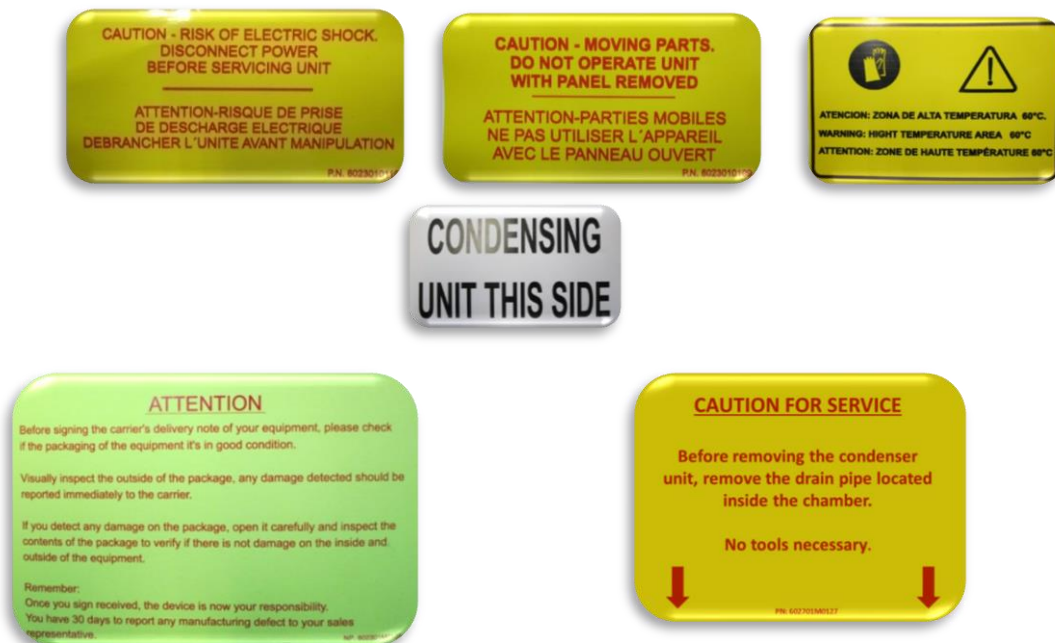 CAUTION - RISK OF ELECTRIC SHOCK.
DISCONNECT POWER
BEFORE SERVICING UNIT
ATTENTION-RISQUE DE PRISE
DE DESCHARGE ELECTRIQUE
DEBRANCHER L´UNITE AVANT MANIPULATION
P.N.
CAUTION - MOVING PARTS.
DO NOT OPERATE UNIT
WITH PANEL REMOVED
ATTENTION-PARTIES MOBILES
NE PAS UTILISER L´APPAREIL
AVEC LE PANNEAU OUVERT
P.N. 6023010109
ATENCION: ZONA DE ALTA TEMPERATURA 60°C.
WARNING: HIGHT TEMPERATURE AREA 60°C
ATTENTION: ZONE DE HAUTE TEMPÉRATURE 60°C
CONDENSING
UNIT THIS SIDE
ATTENTION
Before signing the carrier's delivery note of your equipment, please check
if the packaging of the equipment it's in good condition.
Visually inspect the outside of the package, any damage detected should be
reported immediately to the carrier.
If you detect any damage on the package, open it carefully and inspect the
contents of the package to verify if there is not damage on the inside and
outside of the equipment.
Remember:
Once you sign received, the device is now your responsibility.
You have 30 days to report any manufacturing defect to your sales
representative.
CAUTION FOR SERVICE
Before removing the condenser
unit, remove the drain pipe located
inside the chamber.
No tools necessary.
PN: 602701M0127